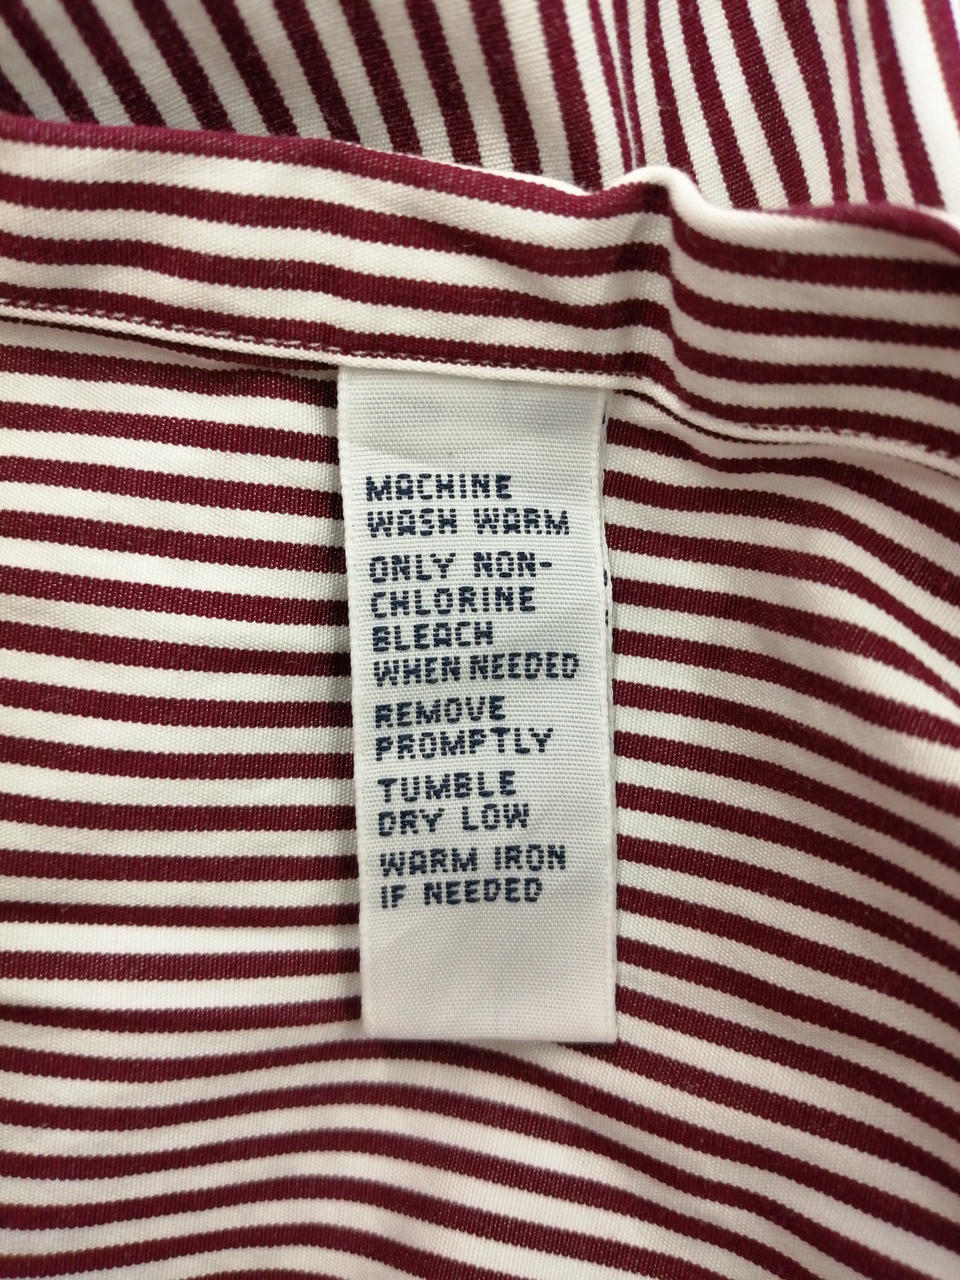 MACHINE
WASH WARM
ONLY NON-
CHLORINE
BLEACH
WHEN NEEDED
REMOVE
PROMPTLY
TUMBLE
DRY LOW
WARM IRON
IF NEEDED